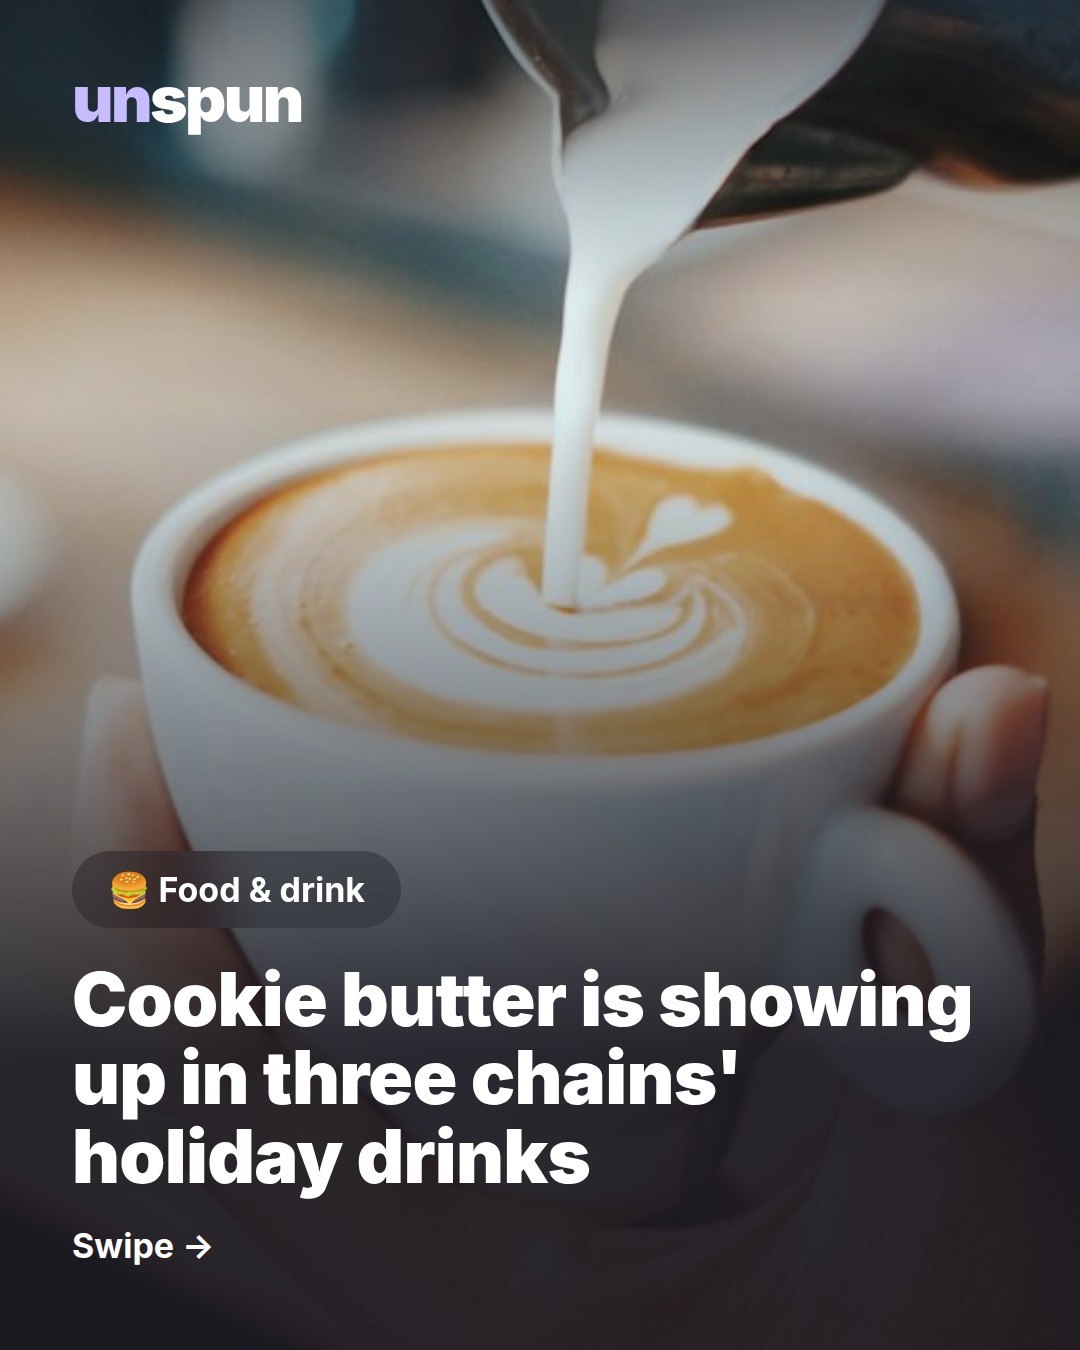 unspun
🍔 Food & drink
Cookie butter is showing
up in three chains'
holiday drinks
Swipe →